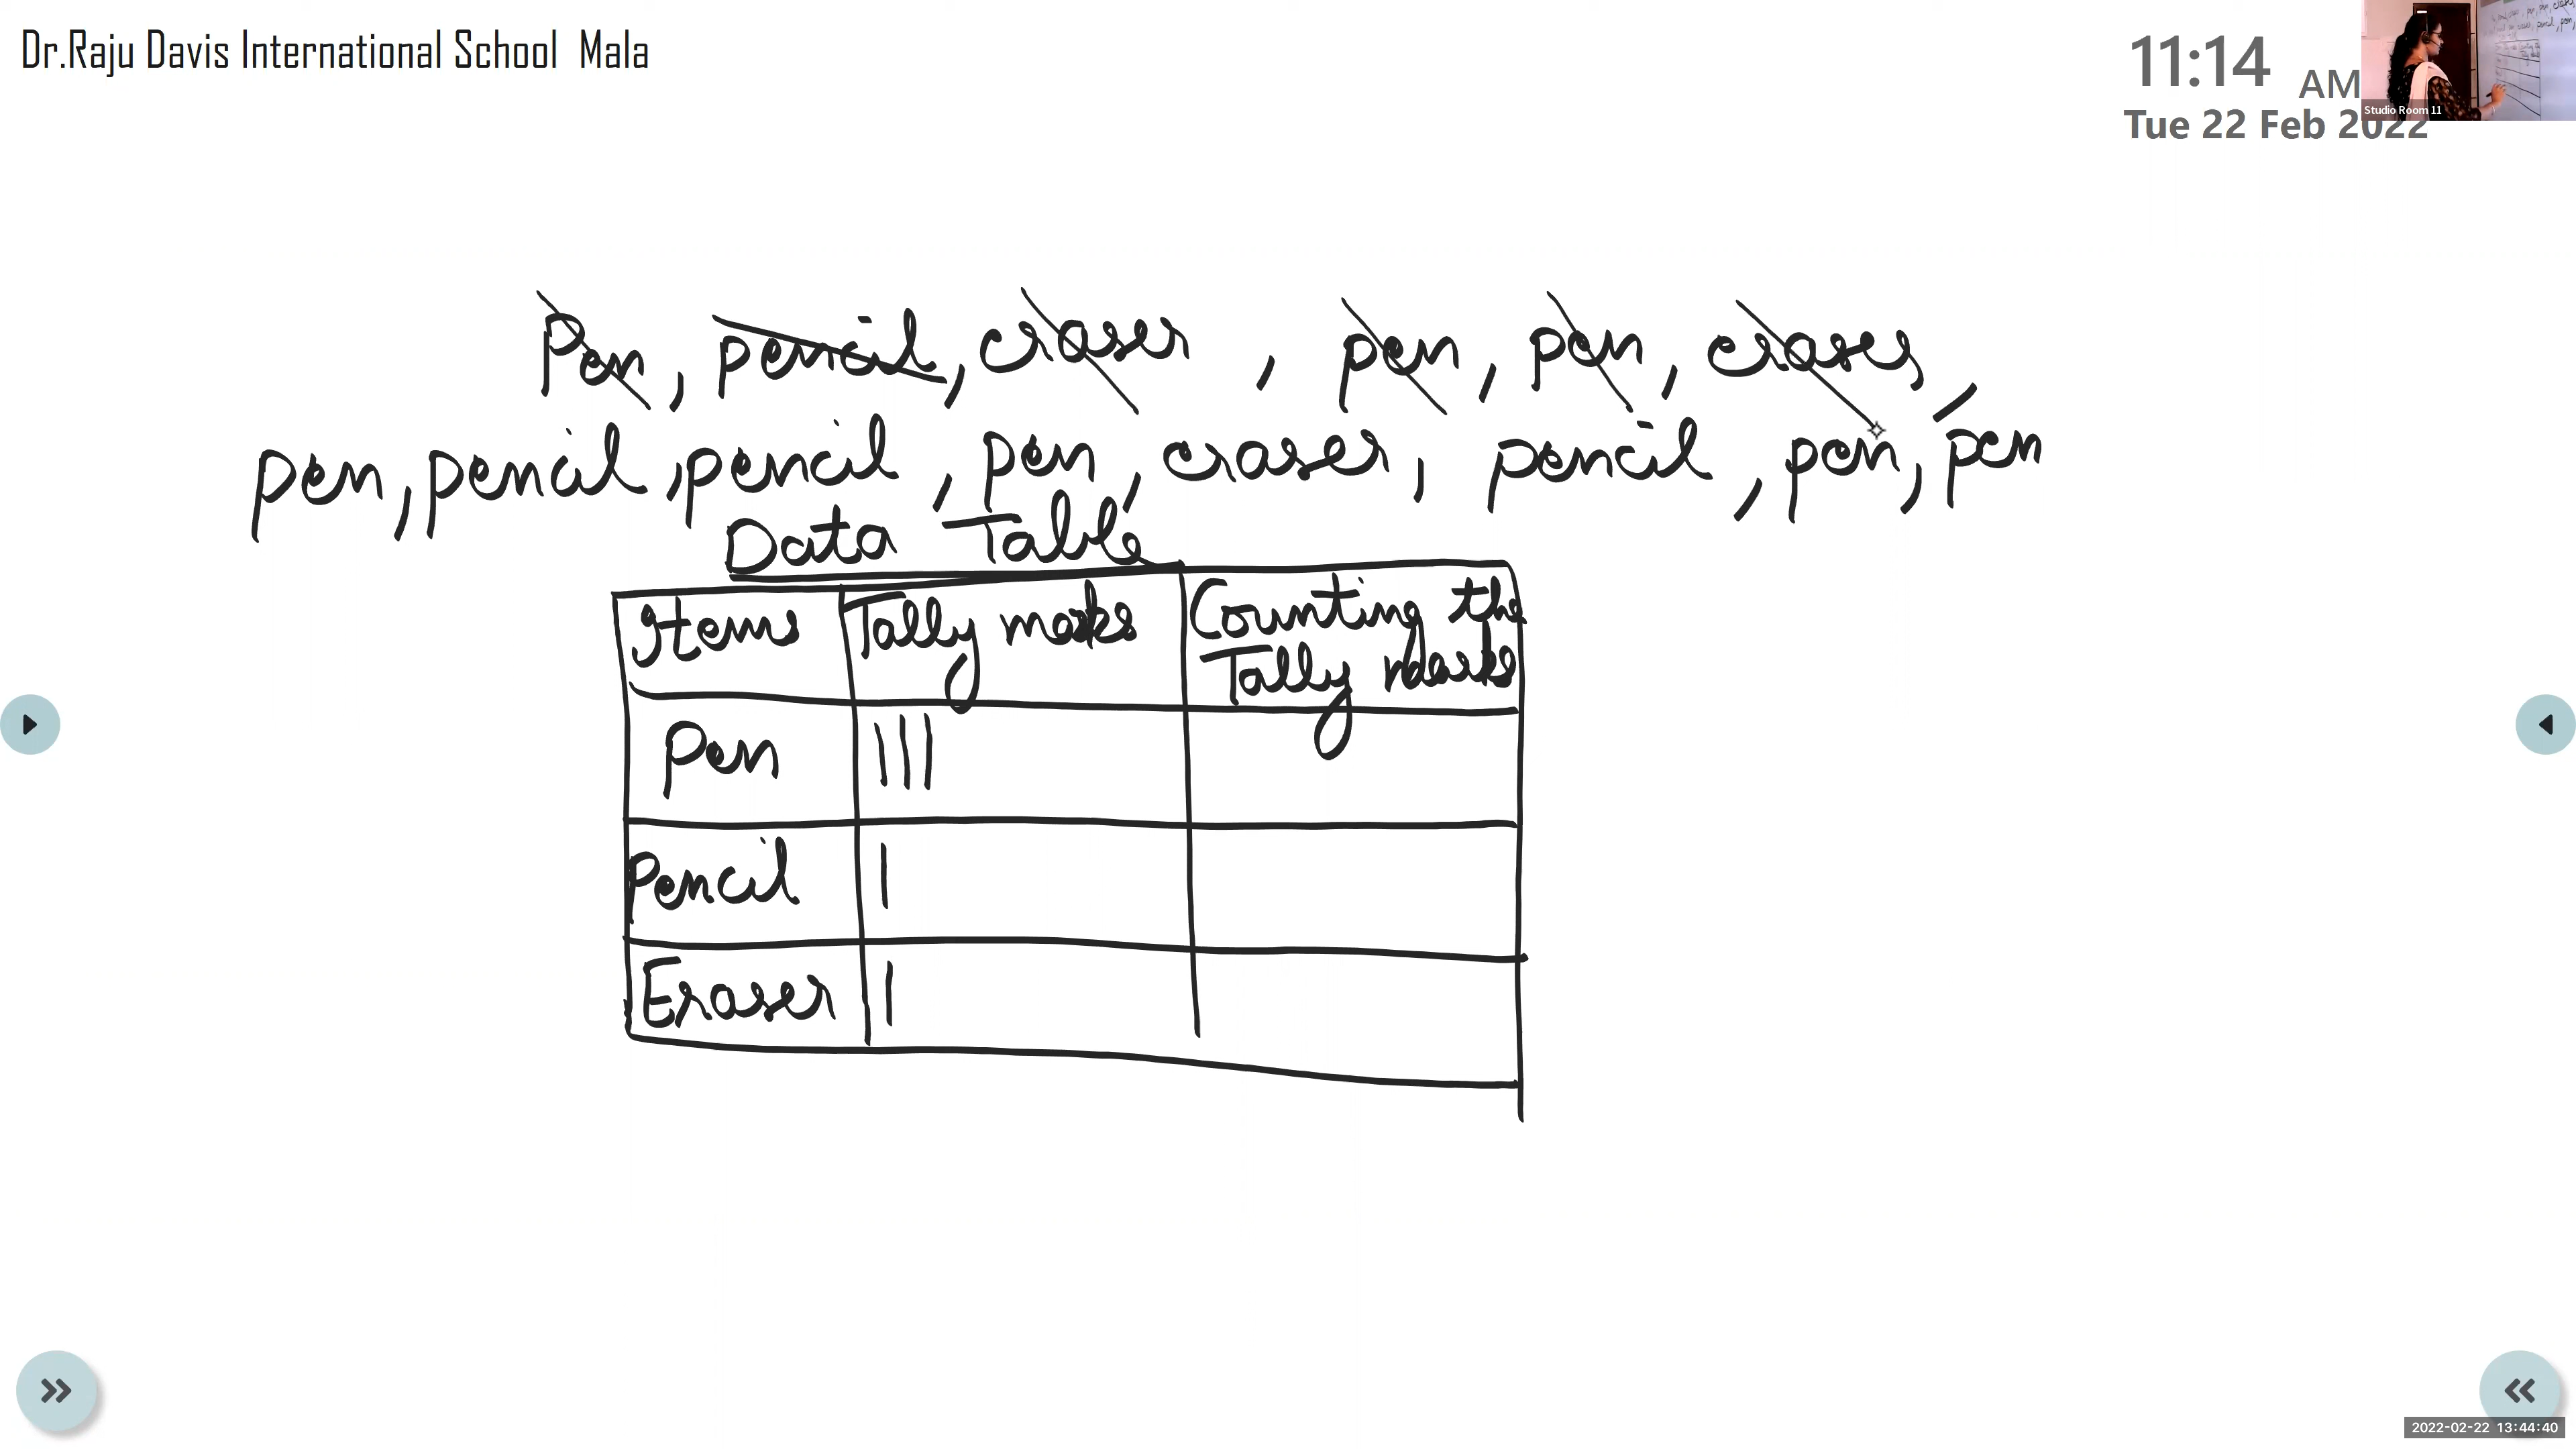 Dr.Raju Davis International School Mala
11:14 AM
Tue 22 Feb 2022
Studio Room 11
Pen, pencil, eraser, pen, pen, eraser,
pen, pencil, pencil, pen, eraser, pencil, pen, pen
Data Table
Items Tally marks Counting the
Tally marks
Pen |||
Pencil |
Eraser |
2022-02-22 13:44:40